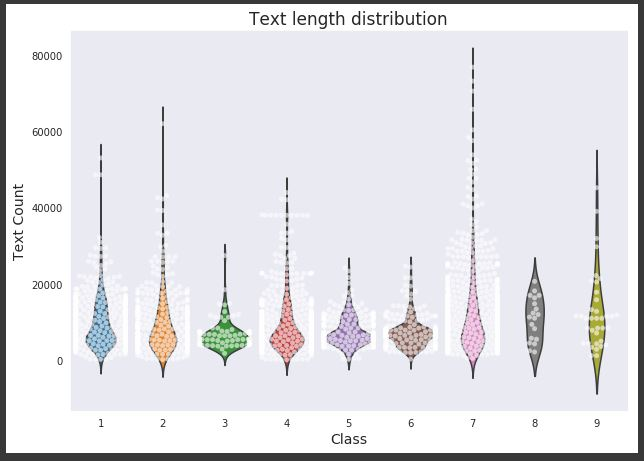 Text length distribution
80000
60000
40000
20000
0
Text Count
1 2 3 4 5 6 7 8 9
Class